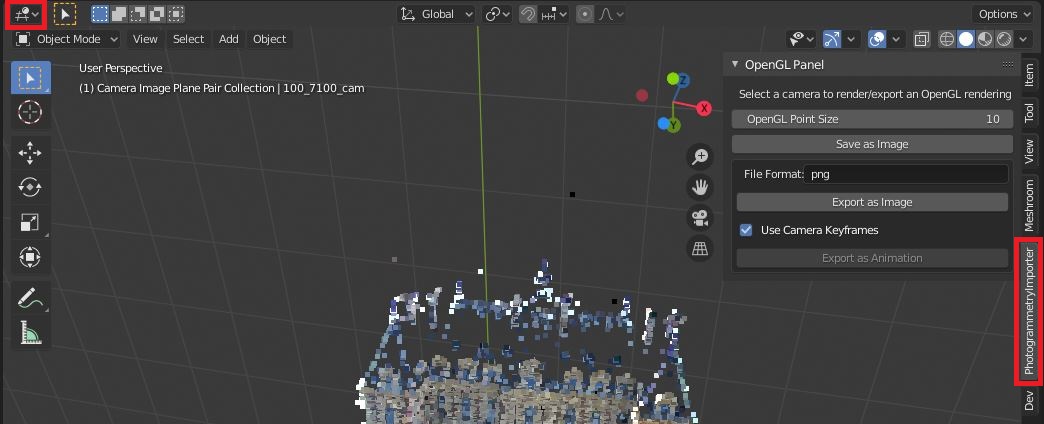 Global
Options
Object Mode View Select Add Object
User Perspective
(1) Camera Image Plane Pair Collection | 100_7100_cam
Z
X
Y
OpenGL Panel
Select a camera to render/export an OpenGL rendering
OpenGL Point Size 10
Save as Image
File Format: png
Export as Image
Use Camera Keyframes
Export as Animation
Item
Tool
View
Meshroom
PhotogrammetryImporter
Dev